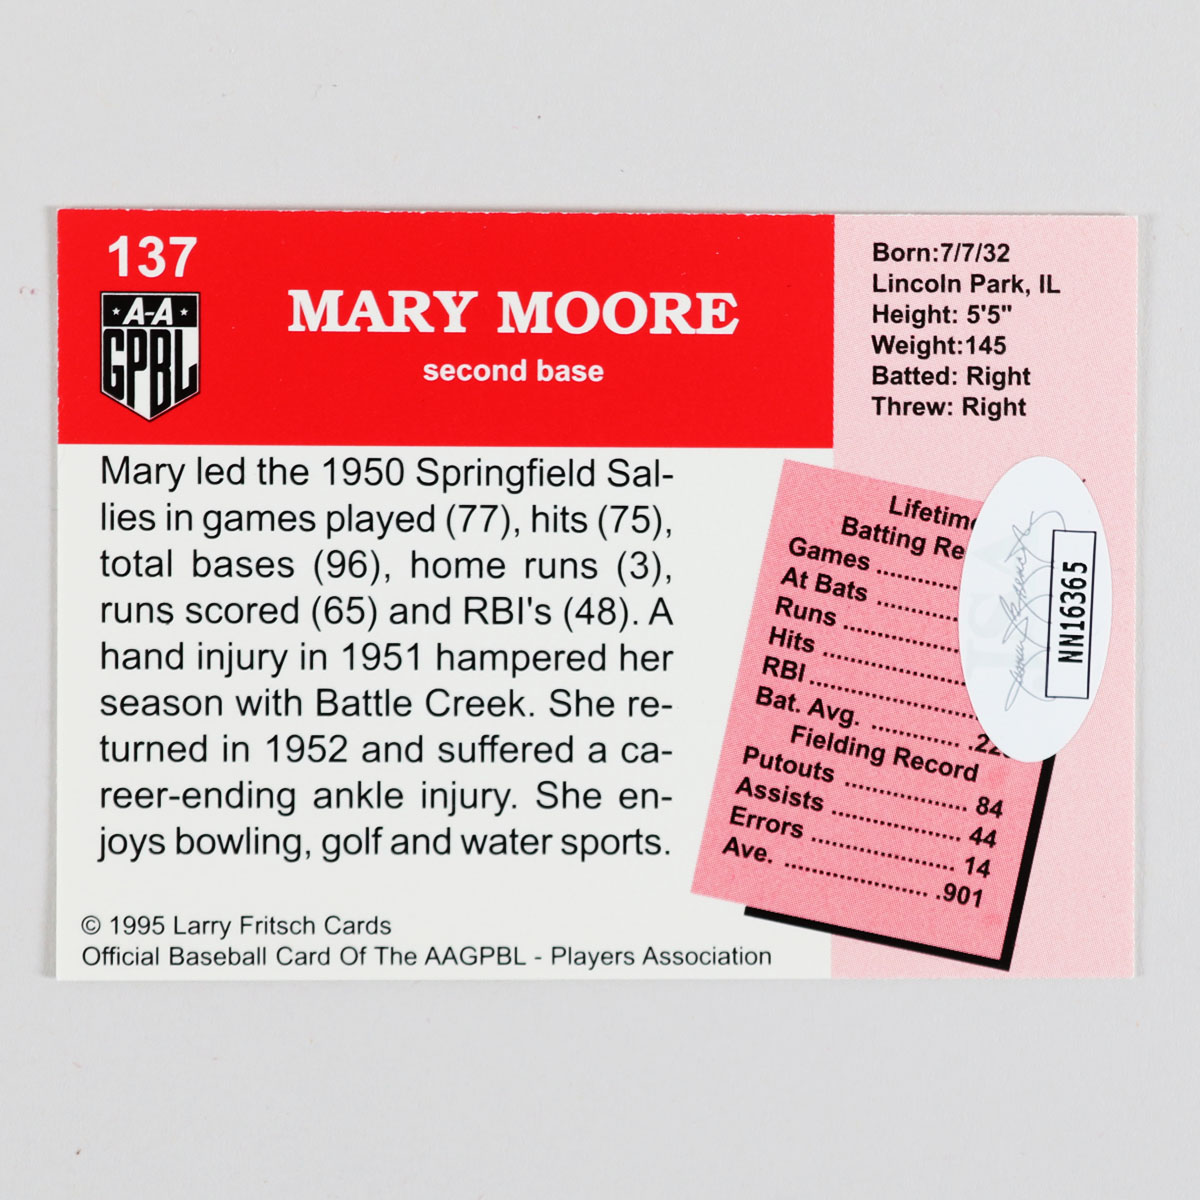 137
A-A
GPBL
MARY MOORE
second base
Born:7/7/32
Lincoln Park, IL
Height: 5'5"
Weight:145
Batted: Right
Threw: Right
Mary led the 1950 Springfield Sal-
lies in games played (77), hits (75),
total bases (96), home runs (3),
runs scored (65) and RBI's (48). A
hand injury in 1951 hampered her
season with Battle Creek. She re-
turned in 1952 and suffered a ca-
reer-ending ankle injury. She en-
joys bowling, golf and water sports.
© 1995 Larry Fritsch Cards
Official Baseball Card Of The AAGPBL - Players Association
Batting
Games
At Bats
Runs
Hits
RBI
Bat. Avg.
Fielding Record
Putouts 84
Assists 44
Errors 14
Ave. .901
NN16365